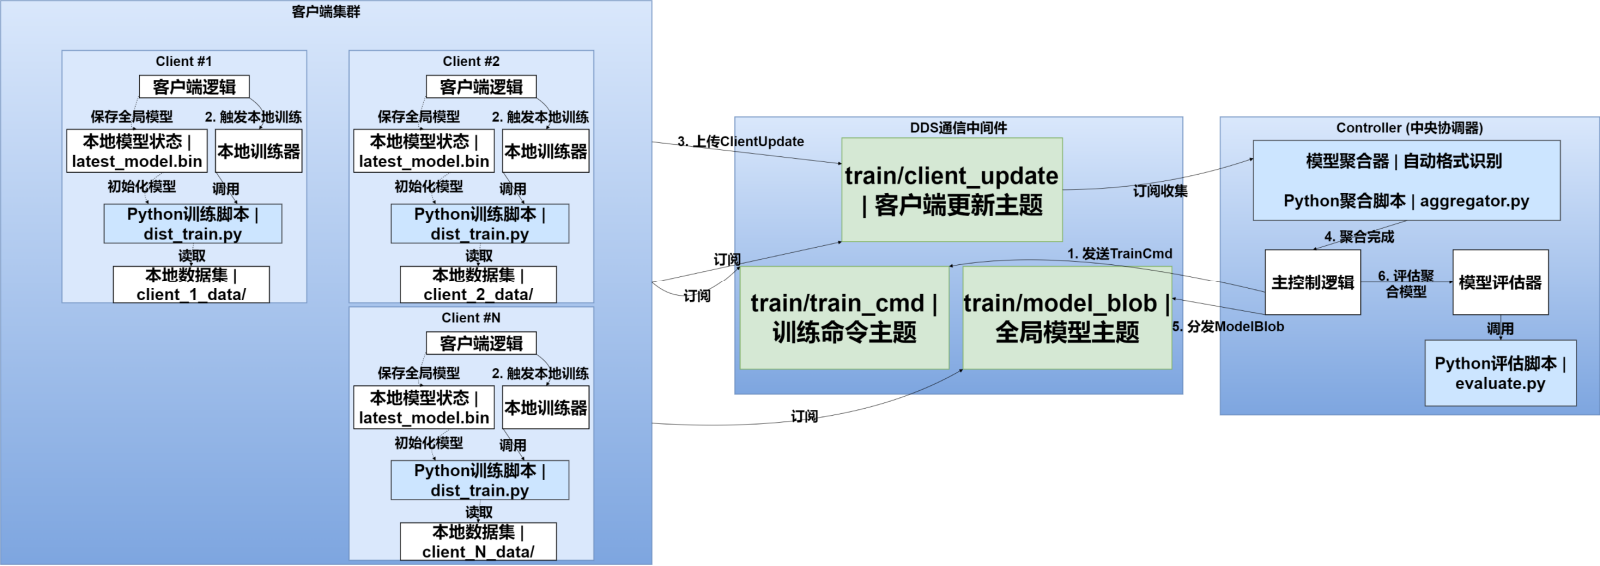 客户端集群
Client #1
客户端逻辑
保存全局模型
2. 触发本地训练
本地模型状态 |
latest_model.bin
本地训练器
初始化模型
调用
Python训练脚本 |
dist_train.py
读取
本地数据集 |
client_1_data/
Client #2
客户端逻辑
保存全局模型
2. 触发本地训练
本地模型状态 |
latest_model.bin
本地训练器
初始化模型
调用
Python训练脚本 |
dist_train.py
读取
本地数据集 |
client_2_data/
Client #N
客户端逻辑
保存全局模型
2. 触发本地训练
本地模型状态 |
latest_model.bin
本地训练器
初始化模型
调用
Python训练脚本 |
dist_train.py
读取
本地数据集 |
client_N_data/
3. 上传ClientUpdate
订阅
订阅
订阅
DDS通信中间件
train/client_update
| 客户端更新主题
train/train_cmd |
训练命令主题
train/model_blob |
全局模型主题
订阅收集
1. 发送TrainCmd
5. 分发ModelBlob
Controller (中央协调器)
模型聚合器 | 自动格式识别
Python聚合脚本 | aggregator.py
4. 聚合完成
主控制逻辑
6. 评估聚
合模型
模型评估器
调用
Python评估脚本 |
evaluate.py